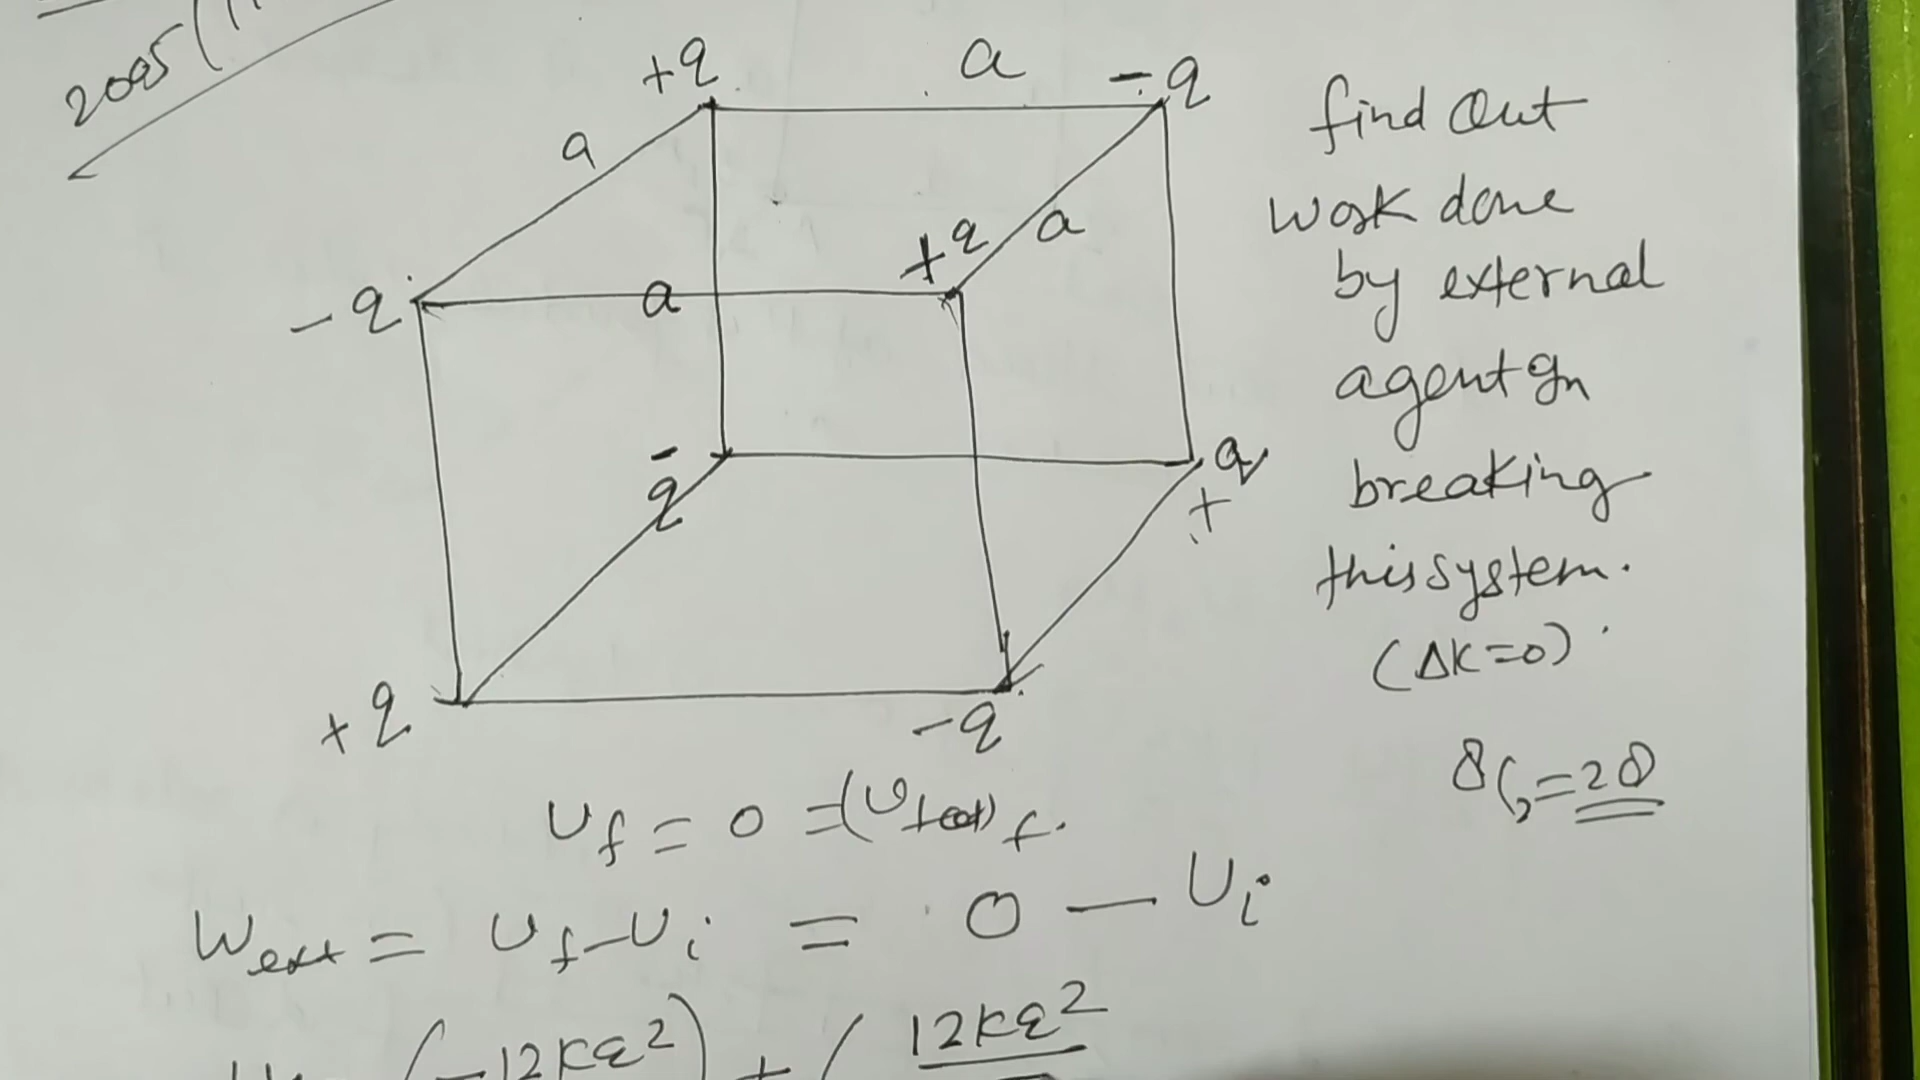 2005 (
+q a -q
a
+q a
-q a
-
q
q
+
+q
-q
find Out
work done
by external
agent In
breaking
this system.
(ΔK=0)
8C₂=28
Uf = 0 = (Utotal)f.
Wext = Uf-Ui = 0 - Ui
(-12Kq²) + ( 12Kq²